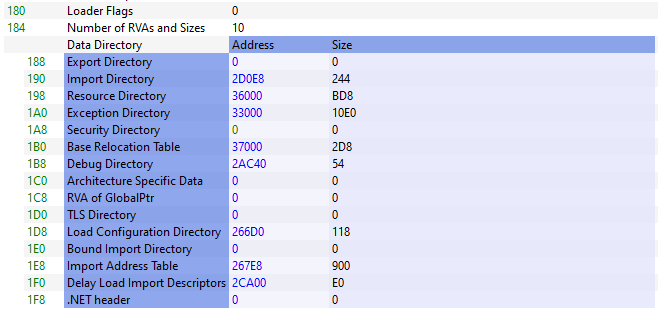 180 Loader Flags 0
184 Number of RVAs and Sizes 10
Data Directory Address Size
188 Export Directory 0 0
190 Import Directory 2D0E8 244
198 Resource Directory 36000 BD8
1A0 Exception Directory 33000 10E0
1A8 Security Directory 0 0
1B0 Base Relocation Table 37000 2D8
1B8 Debug Directory 2AC40 54
1C0 Architecture Specific Data 0 0
1C8 RVA of GlobalPtr 0 0
1D0 TLS Directory 0 0
1D8 Load Configuration Directory 266D0 118
1E0 Bound Import Directory 0 0
1E8 Import Address Table 267E8 900
1F0 Delay Load Import Descriptors 2CA00 E0
1F8 .NET header 0 0